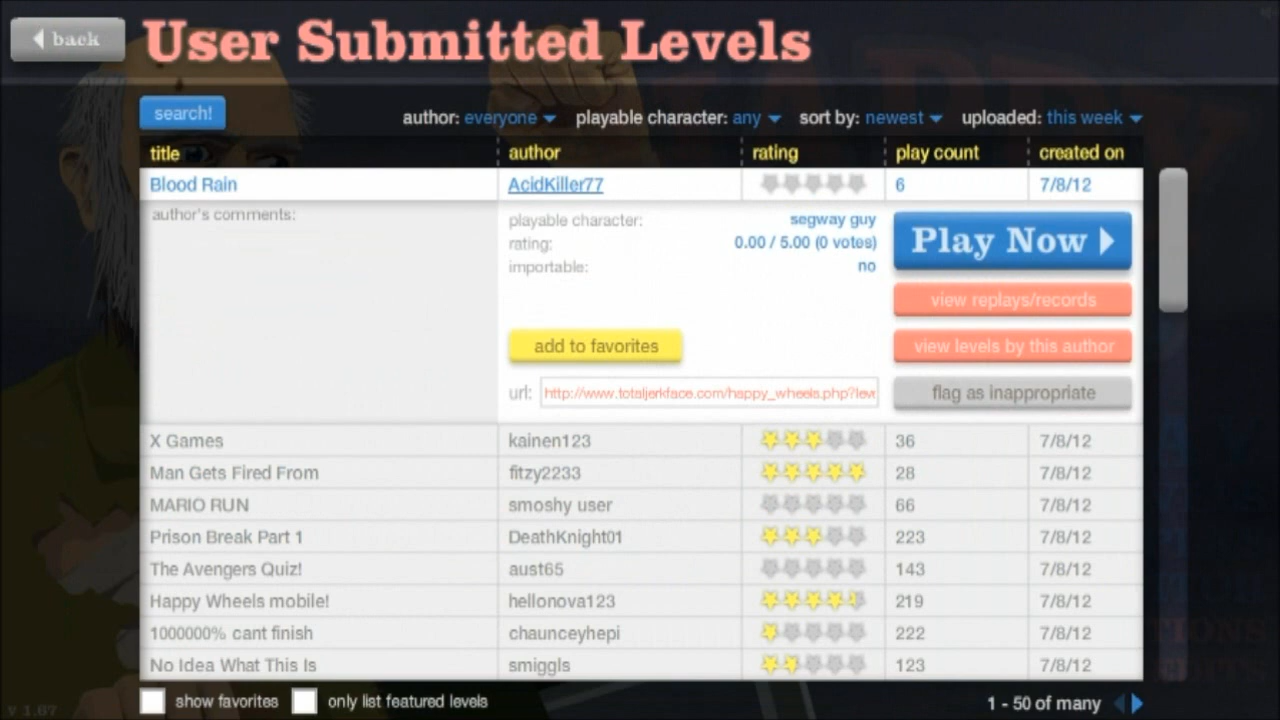 back
User Submitted Levels
search!
author: everyone playable character: any sort by: newest uploaded: this week
title author rating play count created on
Blood Rain AcidKiller77 6 7/8/12
author's comments:
playable character: segway guy
rating: 0.00 / 5.00 (0 votes)
importable: no
Play Now
view replays/records
add to favorites
view levels by this author
url: http://www.totaljerkface.com/happy_wheels.php?lev
flag as inappropriate
X Games kainen123 36 7/8/12
Man Gets Fired From fitzy2233 28 7/8/12
MARIO RUN smoshy user 66 7/8/12
Prison Break Part 1 DeathKnight01 223 7/8/12
The Avengers Quiz! aust65 143 7/8/12
Happy Wheels mobile! hellonova123 219 7/8/12
1000000% cant finish chaunceyhepi 222 7/8/12
No Idea What This Is smiggls 123 7/8/12
show favorites only list featured levels
1 - 50 of many
v 1.67